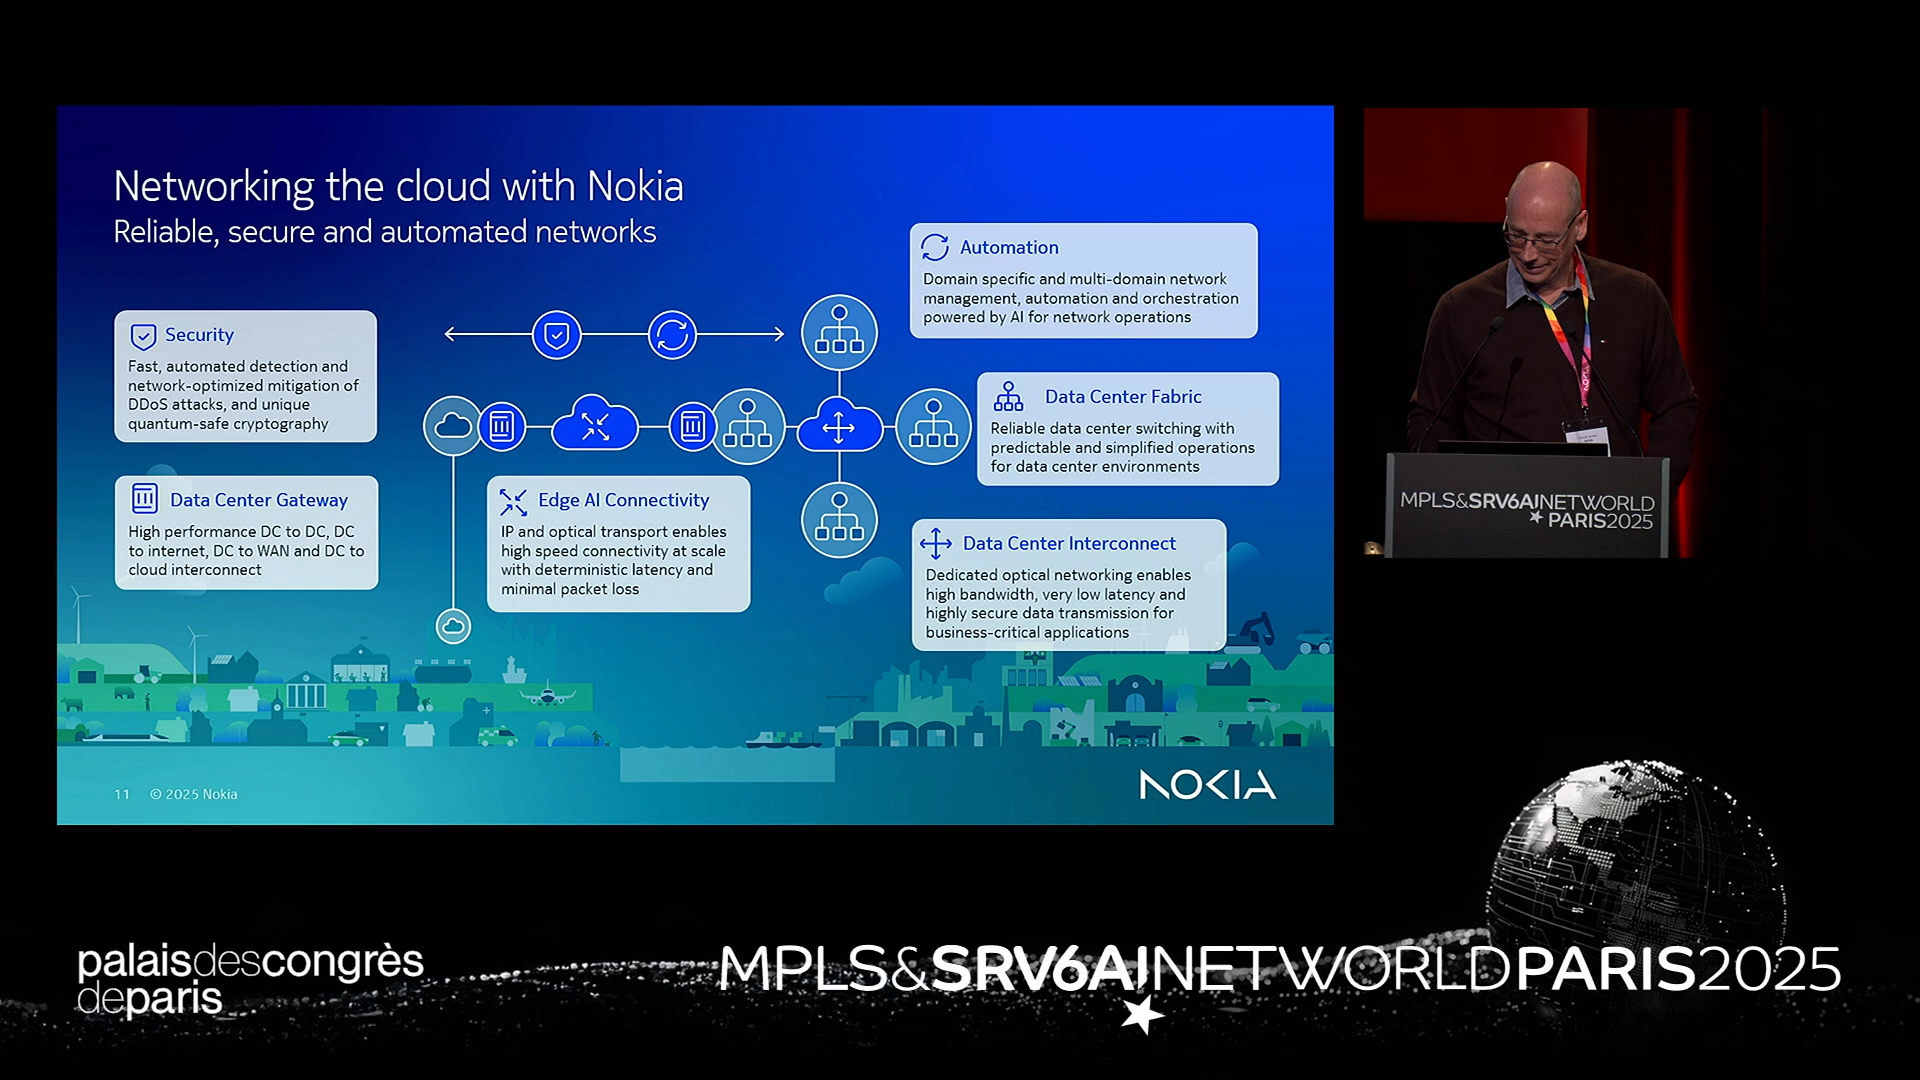 Networking the cloud with Nokia
Reliable, secure and automated networks
Automation
Domain specific and multi-domain network
management, automation and orchestration
powered by AI for network operations
Security
Fast, automated detection and
network-optimized mitigation of
DDoS attacks, and unique
quantum-safe cryptography
Data Center Fabric
Reliable data center switching with
predictable and simplified operations
for data center environments
Data Center Gateway
High performance DC to DC, DC
to internet, DC to WAN and DC to
cloud interconnect
Edge AI Connectivity
IP and optical transport enables
high speed connectivity at scale
with deterministic latency and
minimal packet loss
Data Center Interconnect
Dedicated optical networking enables
high bandwidth, very low latency and
highly secure data transmission for
business-critical applications
11 © 2025 Nokia
NOKIA
MPLS&SRV6AINETWORLD
PARIS2025
palaisdescongrès
deparis
MPLS&SRV6AINETWORLDPARIS2025